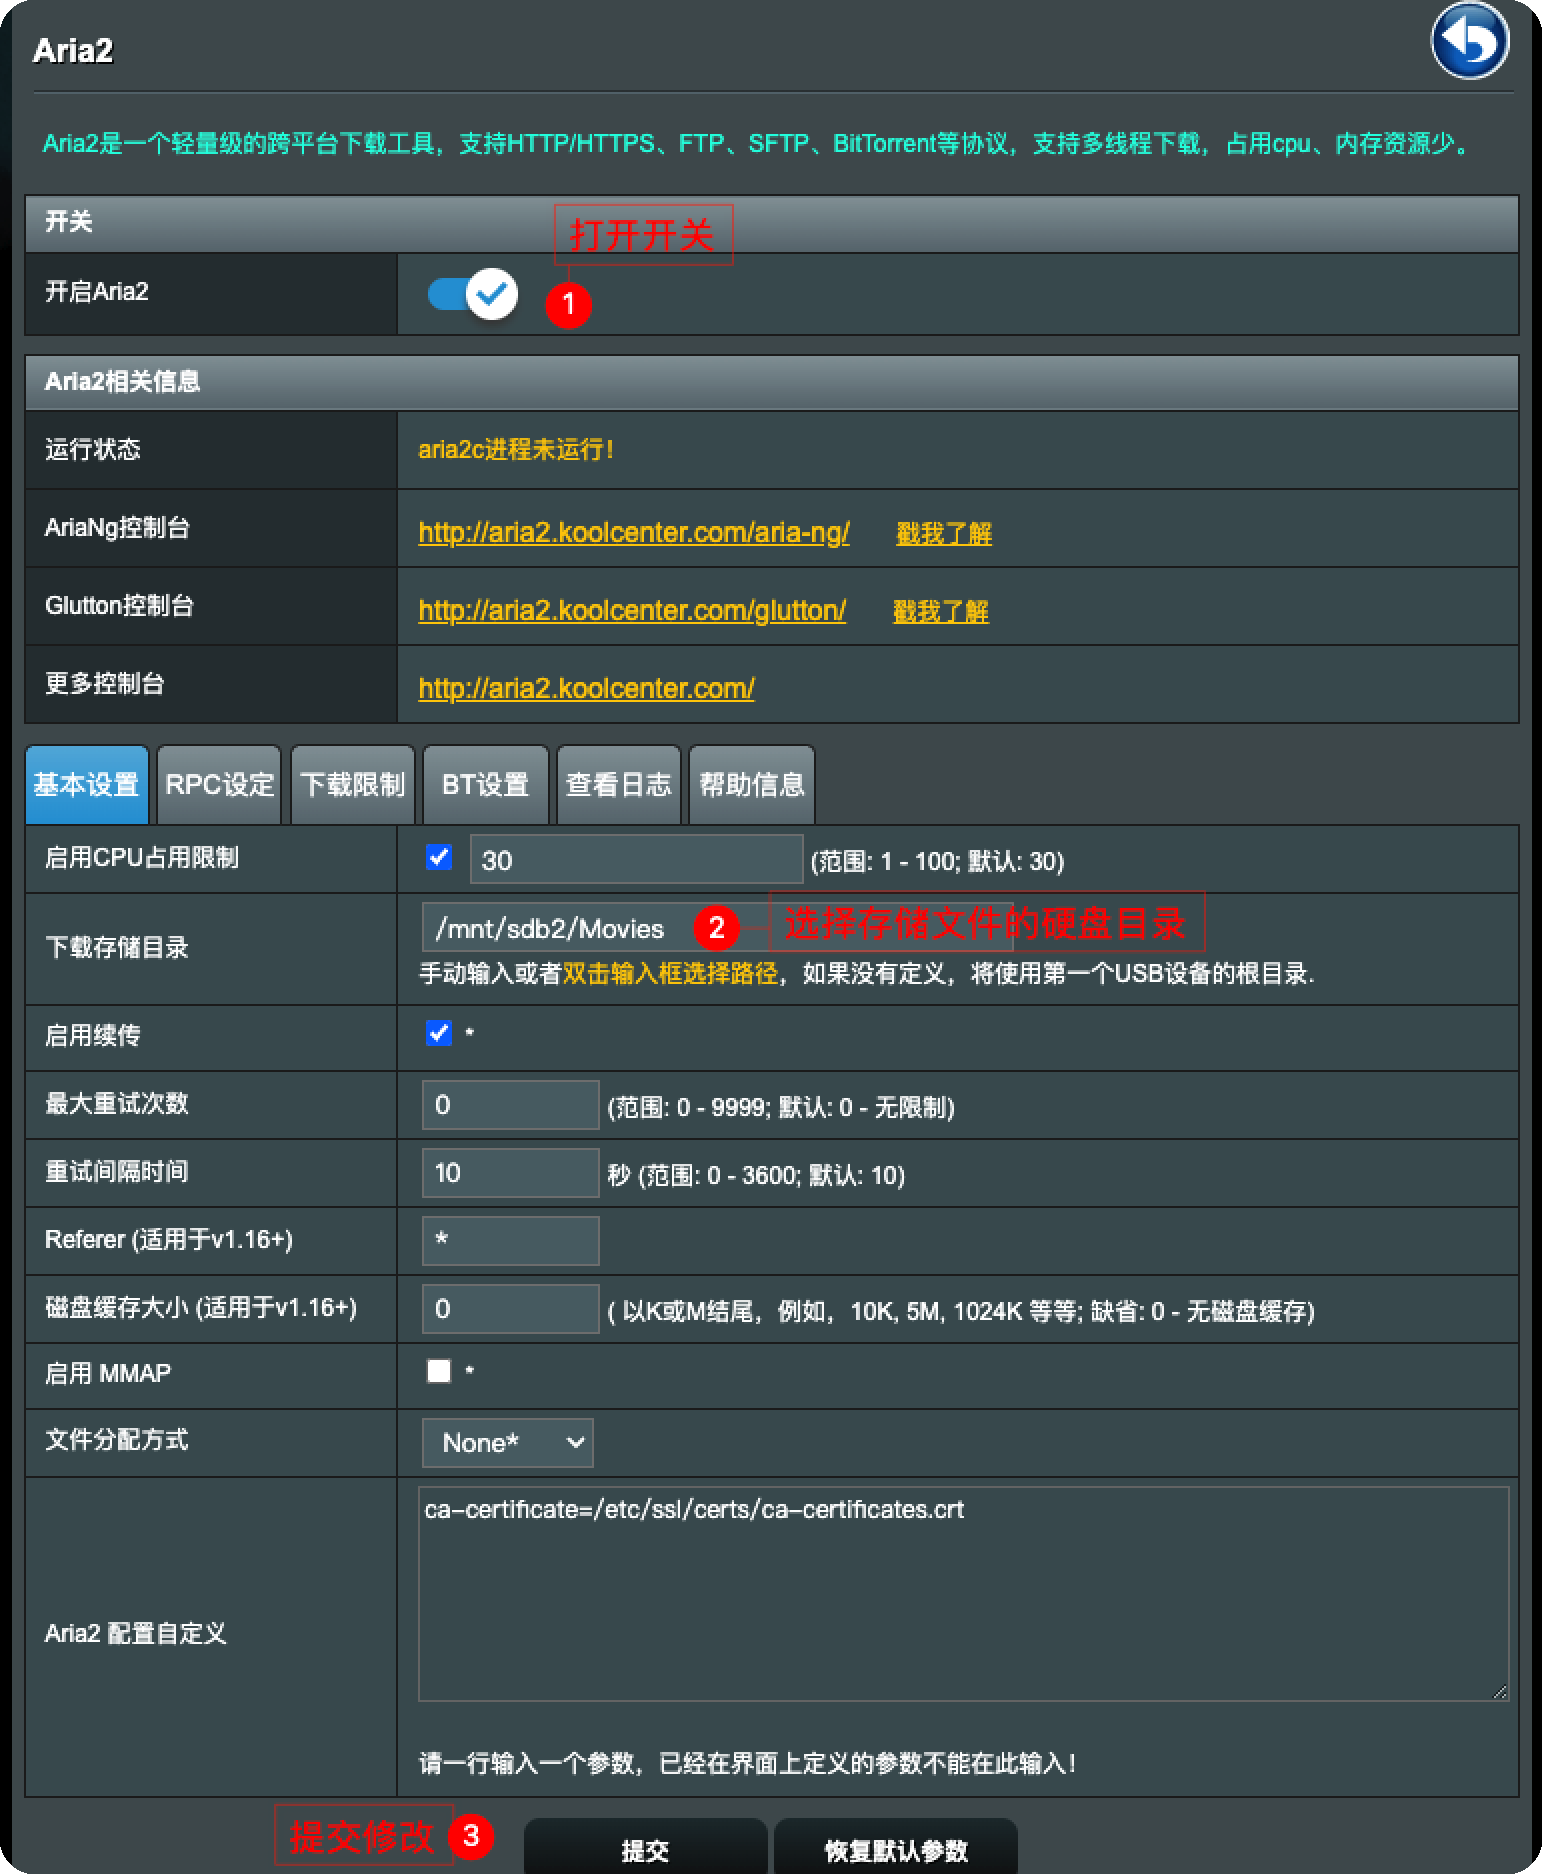 Aria2
Aria2是一个轻量级的跨平台下载工具，支持HTTP/HTTPS、FTP、SFTP、BitTorrent等协议，支持多线程下载，占用cpu、内存资源少。
开关
打开开关
开启Aria2
1
Aria2相关信息
运行状态 aria2c进程未运行！
AriaNg控制台 http://aria2.koolcenter.com/aria-ng/ 戳我了解
Glutton控制台 http://aria2.koolcenter.com/glutton/ 戳我了解
更多控制台 http://aria2.koolcenter.com/
基本设置 RPC设定 下载限制 BT设置 查看日志 帮助信息
启用CPU占用限制 30 (范围: 1 - 100; 默认: 30)
下载存储目录 /mnt/sdb2/Movies 2 选择存储文件的硬盘目录
手动输入或者双击输入框选择路径，如果没有定义，将使用第一个USB设备的根目录.
启用续传 *
最大重试次数 0 (范围: 0 - 9999; 默认: 0 - 无限制)
重试间隔时间 10 秒 (范围: 0 - 3600; 默认: 10)
Referer (适用于v1.16+) *
磁盘缓存大小 (适用于v1.16+) 0 ( 以K或M结尾，例如，10K, 5M, 1024K 等等; 缺省: 0 - 无磁盘缓存)
启用 MMAP *
文件分配方式 None*
ca-certificate=/etc/ssl/certs/ca-certificates.crt
Aria2 配置自定义
请一行输入一个参数，已经在界面上定义的参数不能在此输入！
提交修改 3 提交 恢复默认参数